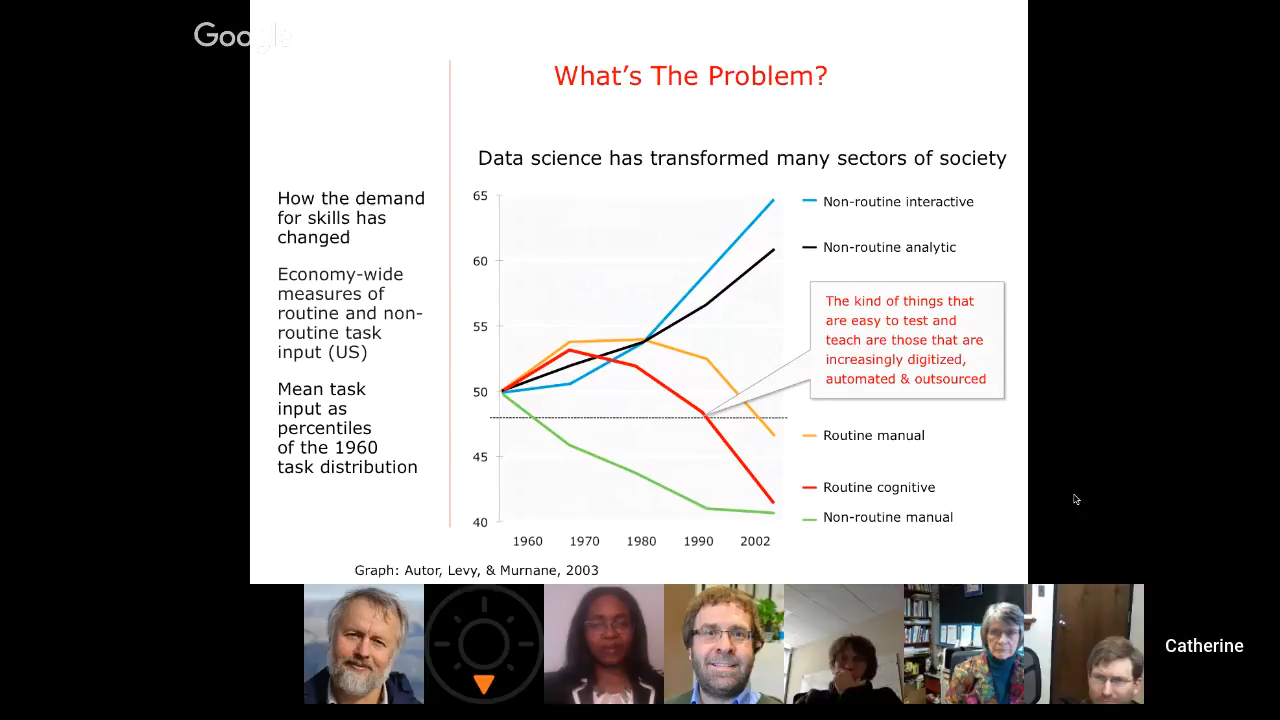 Google
What's The Problem?
Data science has transformed many sectors of society
How the demand
for skills has
changed
Economy-wide
measures of
routine and non-
routine task
input (US)
Mean task
input as
percentiles
of the 1960
task distribution
65
60
55
50
45
40
1960 1970 1980 1990 2002
Non-routine interactive
Non-routine analytic
The kind of things that
are easy to test and
teach are those that are
increasingly digitized,
automated & outsourced
Routine manual
Routine cognitive
Non-routine manual
Graph: Autor, Levy, & Murnane, 2003
Catherine